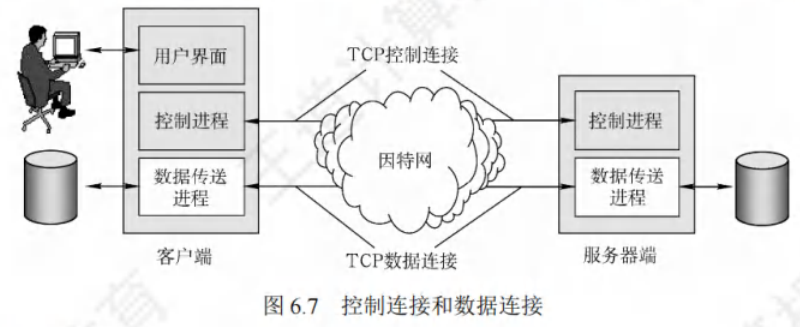 用户界面
TCP控制连接
控制进程
控制进程
因特网
数据传送
进程
数据传送
进程
客户端
TCP数据连接
服务器端
图 6.7 控制连接和数据连接